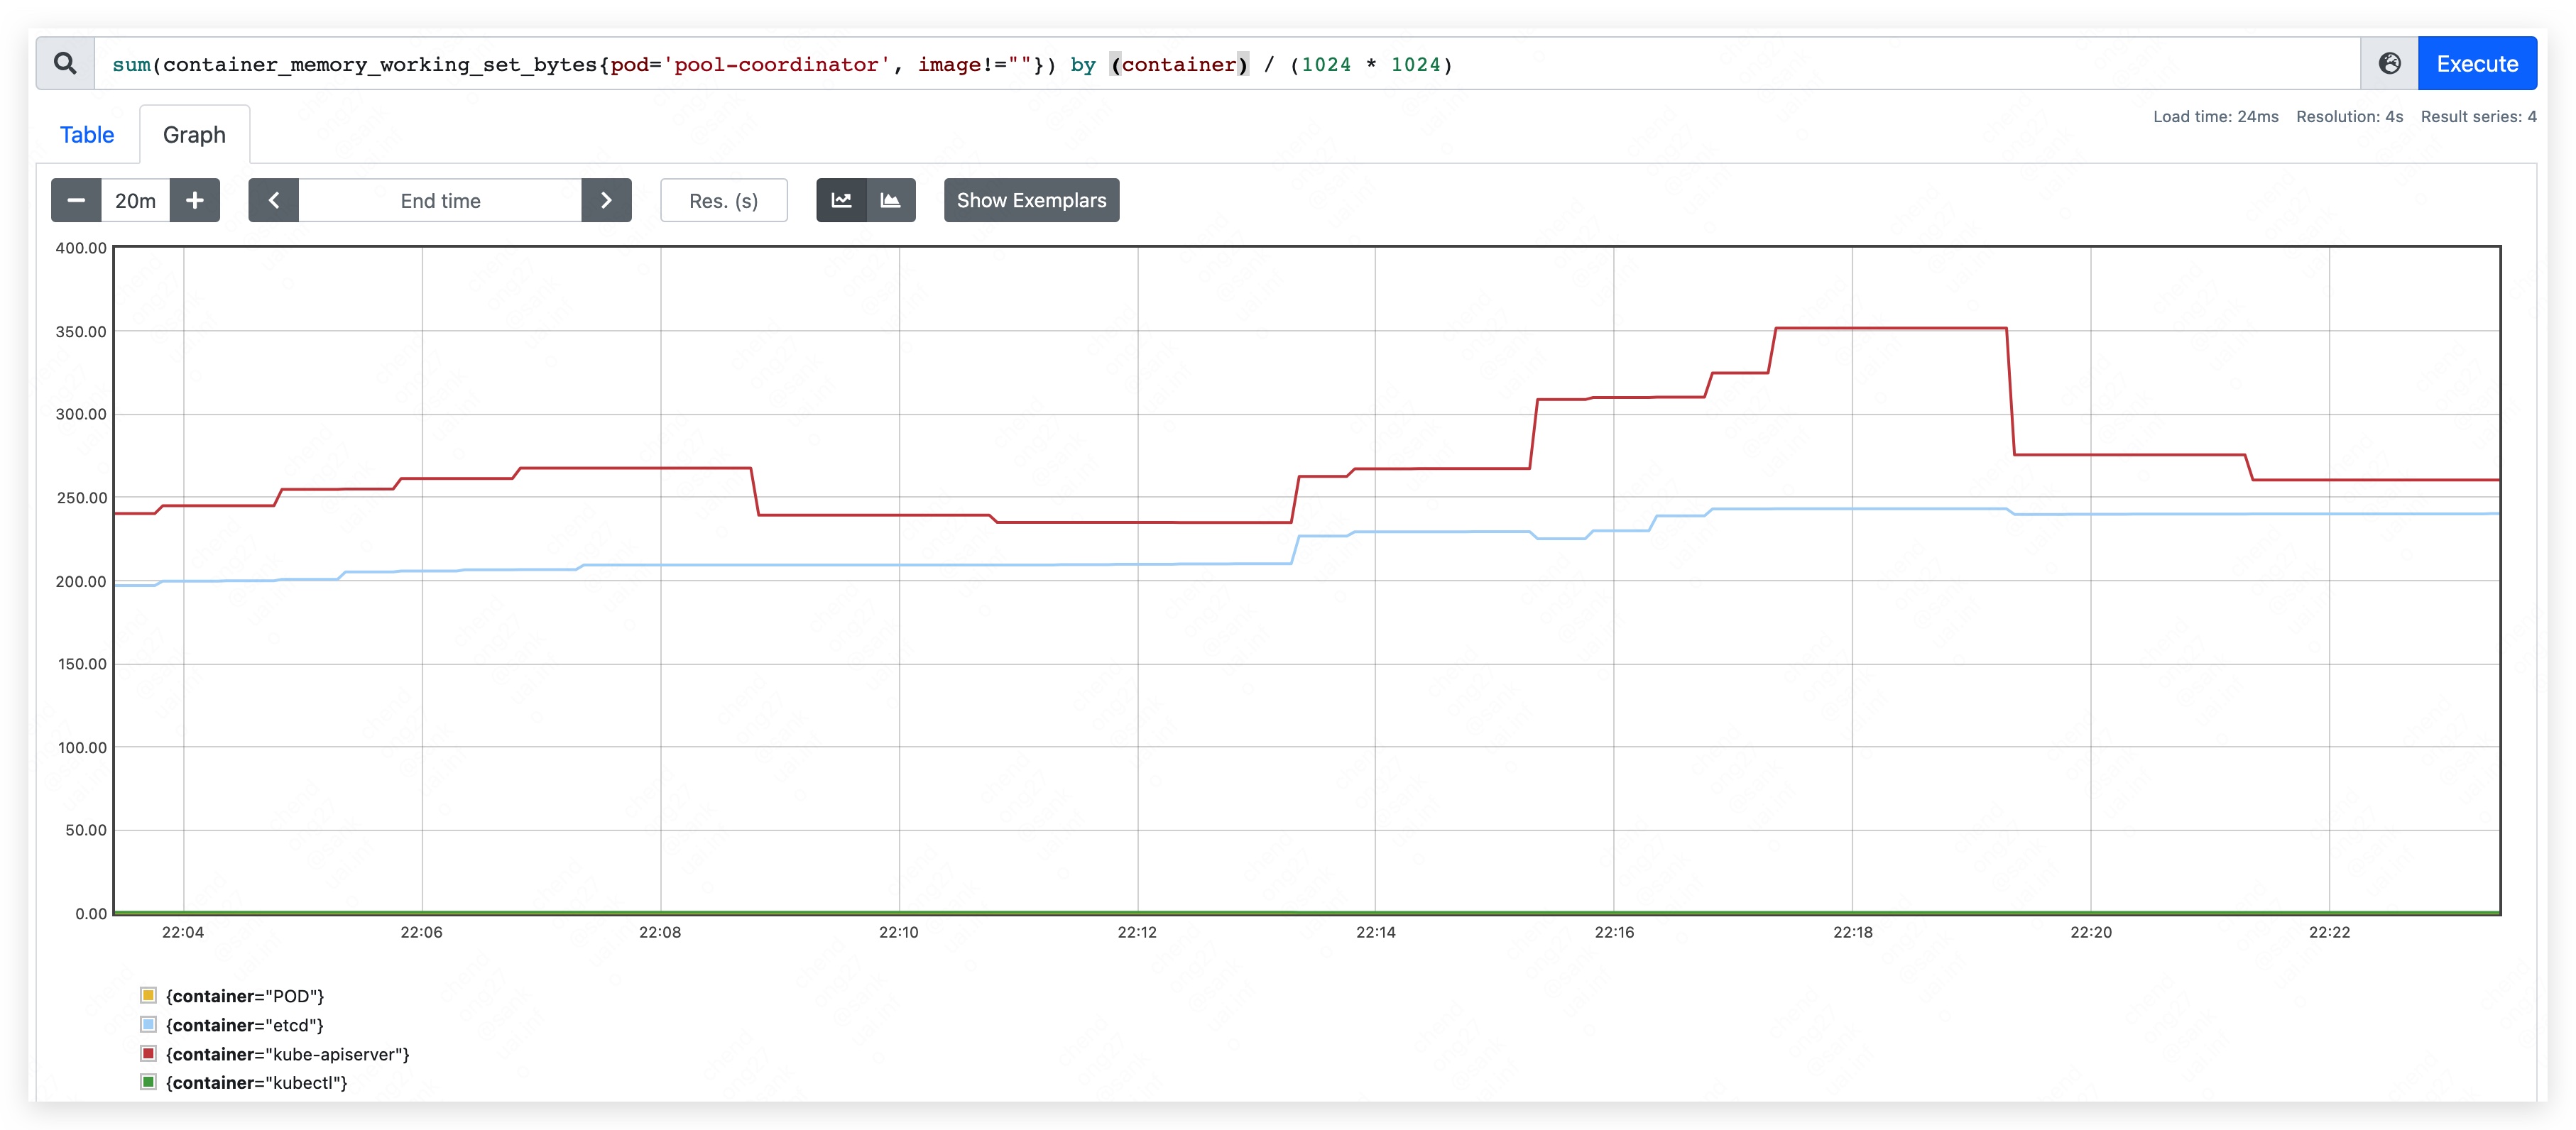 sum(container_memory_working_set_bytes{pod='pool-coordinator', image!=""}) by (container) / (1024 * 1024)
Execute
Table
Graph
Load time: 24ms Resolution: 4s Result series: 4
20m
End time
Res. (s)
Show Exemplars
400.00
350.00
300.00
250.00
200.00
150.00
100.00
50.00
0.00
22:04 22:06 22:08 22:10 22:12 22:14 22:16 22:18 22:20 22:22
{container="POD"}
{container="etcd"}
{container="kube-apiserver"}
{container="kubectl"}